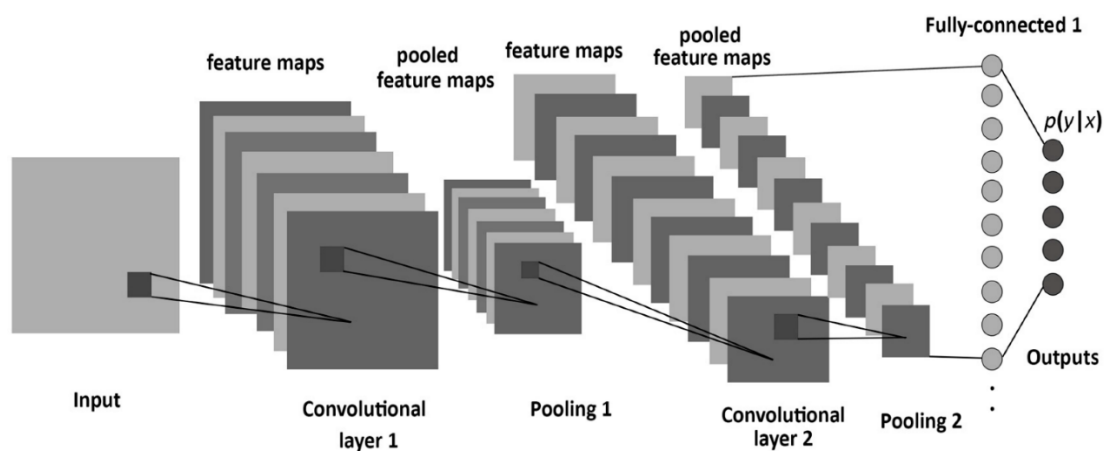 Fully-connected 1
feature maps
pooled
feature maps
feature maps
pooled
feature maps
p(y|x)
Input
Convolutional
layer 1
Pooling 1
Convolutional
layer 2
Pooling 2
Outputs